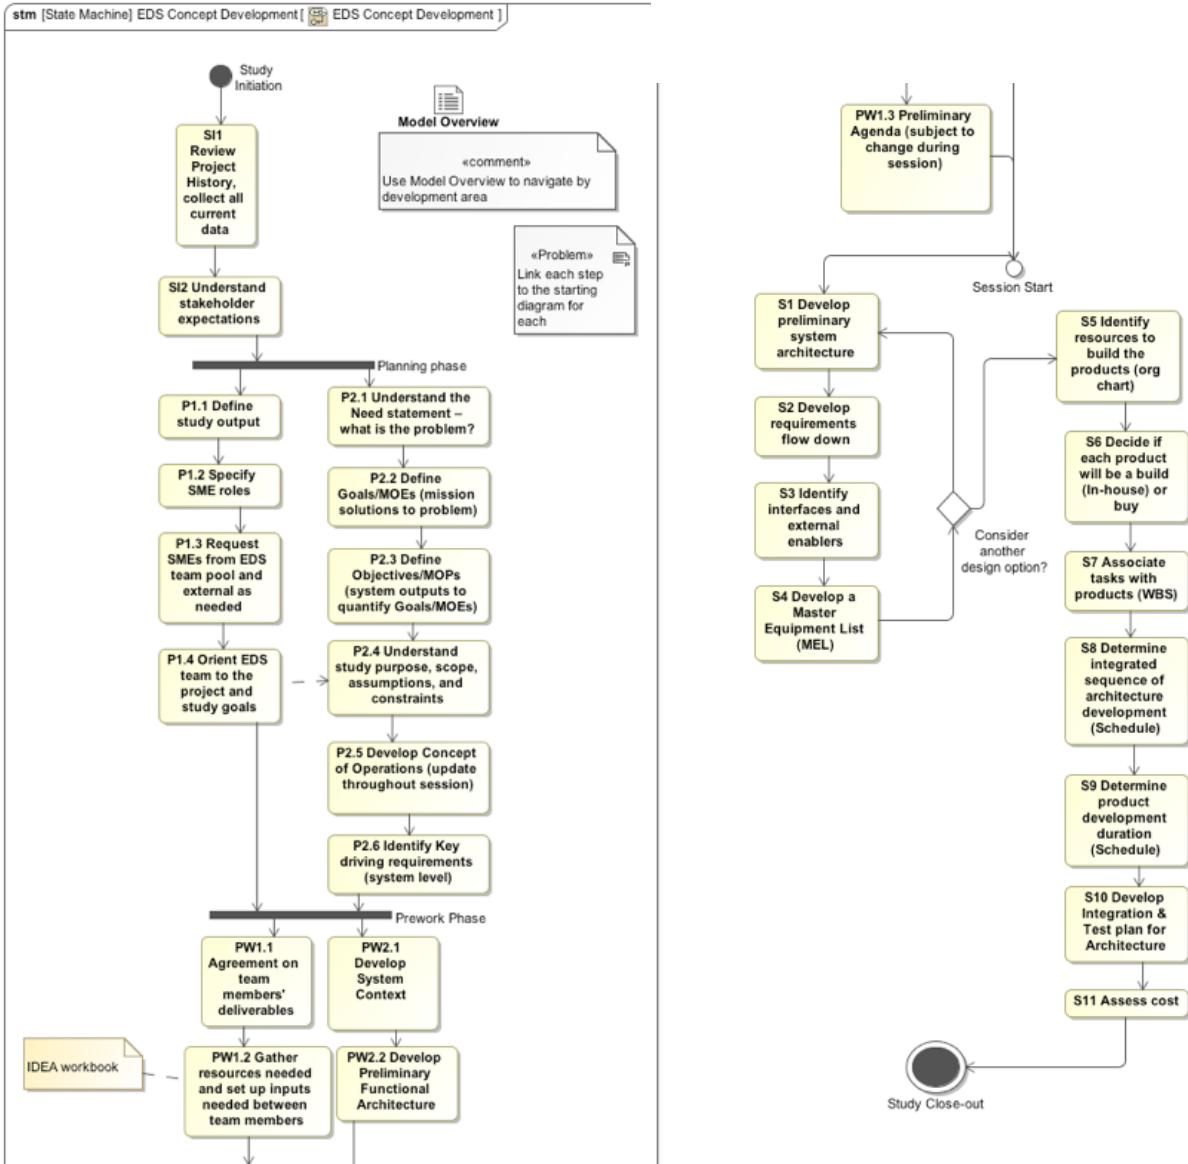 stm [State Machine] EDS Concept Development [ EDS Concept Development ]
Study
Initiation
SI1
Review
Project
History,
collect all
current
data
Model Overview
«comment»
Use Model Overview to navigate by
development area
«Problem»
Link each step
to the starting
diagram for
each
SI2 Understand
stakeholder
expectations
Planning phase
P1.1 Define
study output
P1.2 Specify
SME roles
P1.3 Request
SMEs from EDS
team pool and
external as
needed
P1.4 Orient EDS
team to the
project and
study goals
P2.1 Understand the
Need statement –
what is the problem?
P2.2 Define
Goals/MOEs (mission
solutions to problem)
P2.3 Define
Objectives/MOPs
(system outputs to
quantify Goals/MOEs)
P2.4 Understand
study purpose, scope,
assumptions, and
constraints
P2.5 Develop Concept
of Operations (update
throughout session)
P2.6 Identify Key
driving requirements
(system level)
Prework Phase
PW1.1
Agreement on
team
members'
deliverables
PW2.1
Develop
System
Context
IDEA workbook
PW1.2 Gather
resources needed
and set up inputs
needed between
team members
PW2.2 Develop
Preliminary
Functional
Architecture
PW1.3 Preliminary
Agenda (subject to
change during
session)
Session Start
S1 Develop
preliminary
system
architecture
S2 Develop
requirements
flow down
S3 Identify
interfaces and
external
enablers
S4 Develop a
Master
Equipment List
(MEL)
Consider
another
design option?
S5 Identify
resources to
build the
products (org
chart)
S6 Decide if
each product
will be a build
(In-house) or
buy
S7 Associate
tasks with
products (WBS)
S8 Determine
integrated
sequence of
architecture
development
(Schedule)
S9 Determine
product
development
duration
(Schedule)
S10 Develop
Integration &
Test plan for
Architecture
S11 Assess cost
Study Close-out